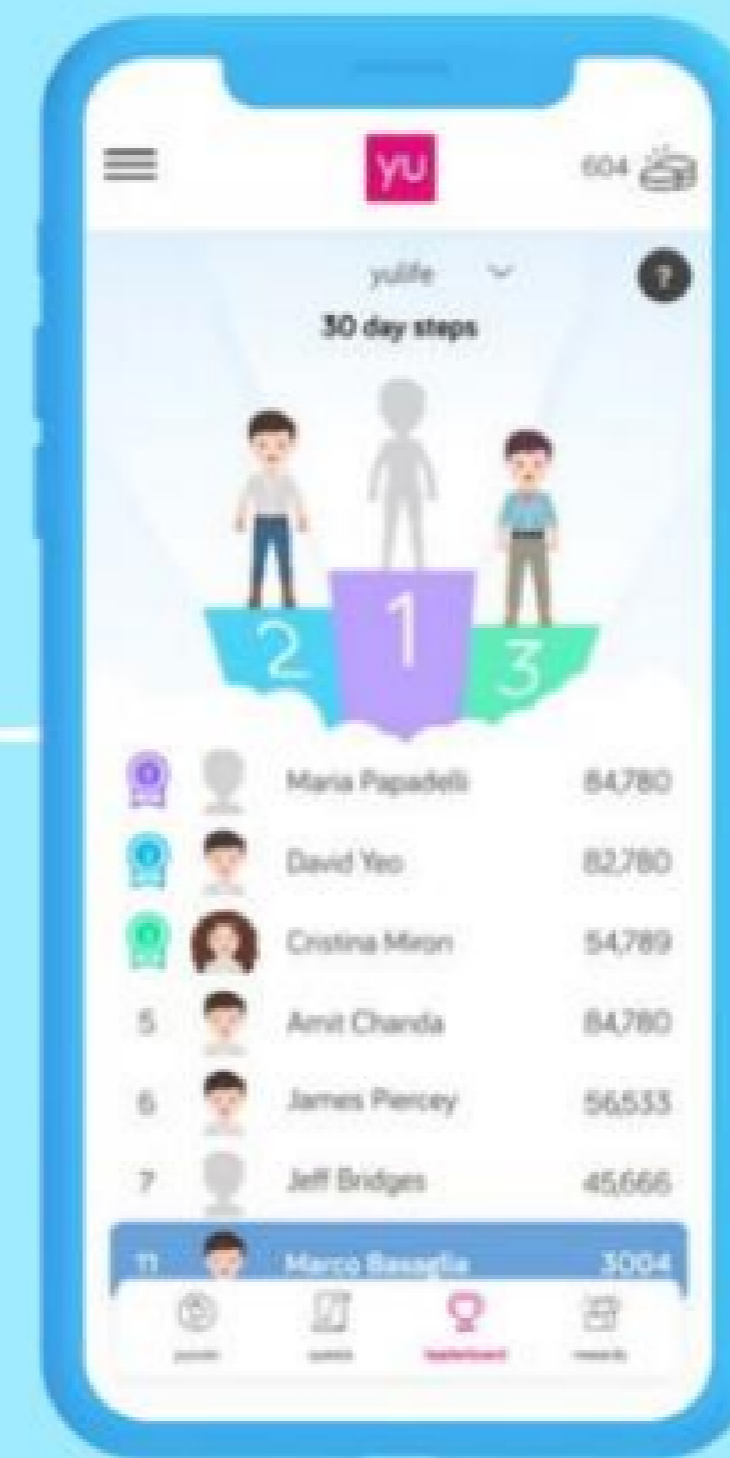 yu
604
yulife
?
30 day steps
2 1 3
Maria Papadelli 84,780
David Yeo 82,780
Cristina Miron 54,789
5 Amit Chanda 84,780
6 James Piercey 56,533
7 Jeff Bridges 45,666
11 Marco Basaglia 3004
quests leaderboard rewards